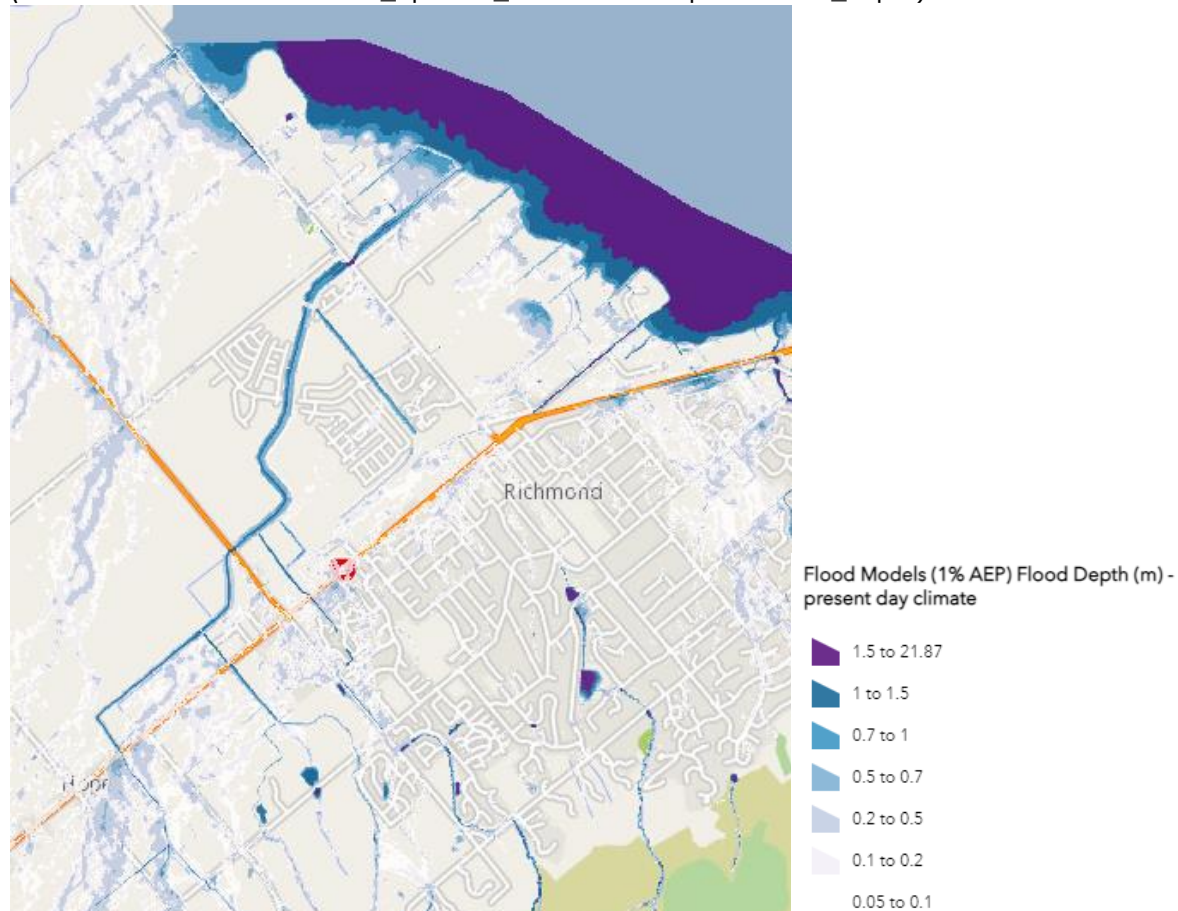 Richmond
Flood Models (1% AEP) Flood Depth (m) -
present day climate
1.5 to 21.87
1 to 1.5
0.7 to 1
0.5 to 0.7
0.2 to 0.5
0.1 to 0.2
0.05 to 0.1